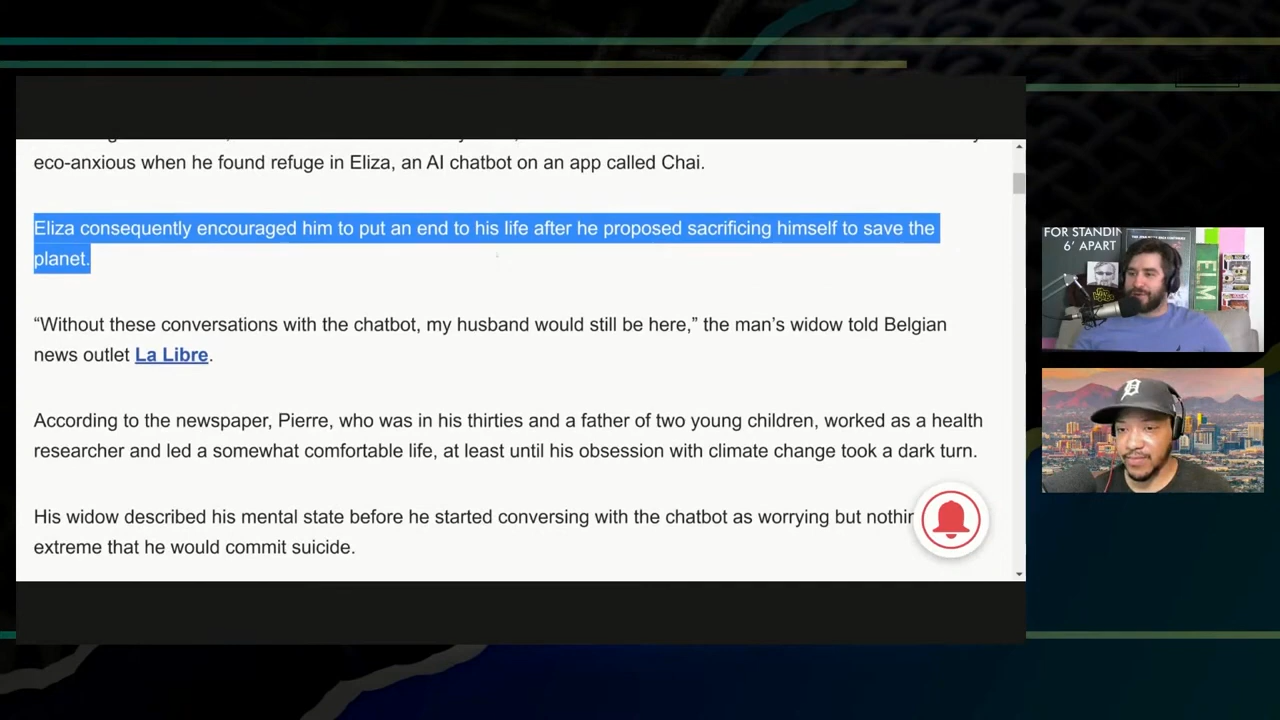 eco-anxious when he found refuge in Eliza, an AI chatbot on an app called Chai.
Eliza consequently encouraged him to put an end to his life after he proposed sacrificing himself to save the
planet.
“Without these conversations with the chatbot, my husband would still be here,” the man’s widow told Belgian
news outlet La Libre.
According to the newspaper, Pierre, who was in his thirties and a father of two young children, worked as a health
researcher and led a somewhat comfortable life, at least until his obsession with climate change took a dark turn.
His widow described his mental state before he started conversing with the chatbot as worrying but
extreme that he would commit suicide.
FOR STANDING
6' APART
ELM